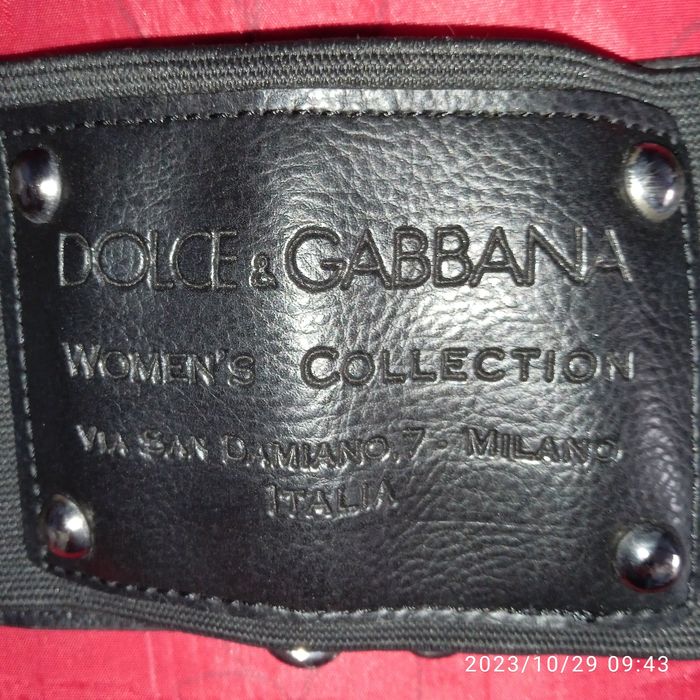 DOLCE & GABBANA
WOMEN'S COLLECTION
VIA SAN DAMIANO, 7 - MILANO
ITALIA
2023/10/29 09:43